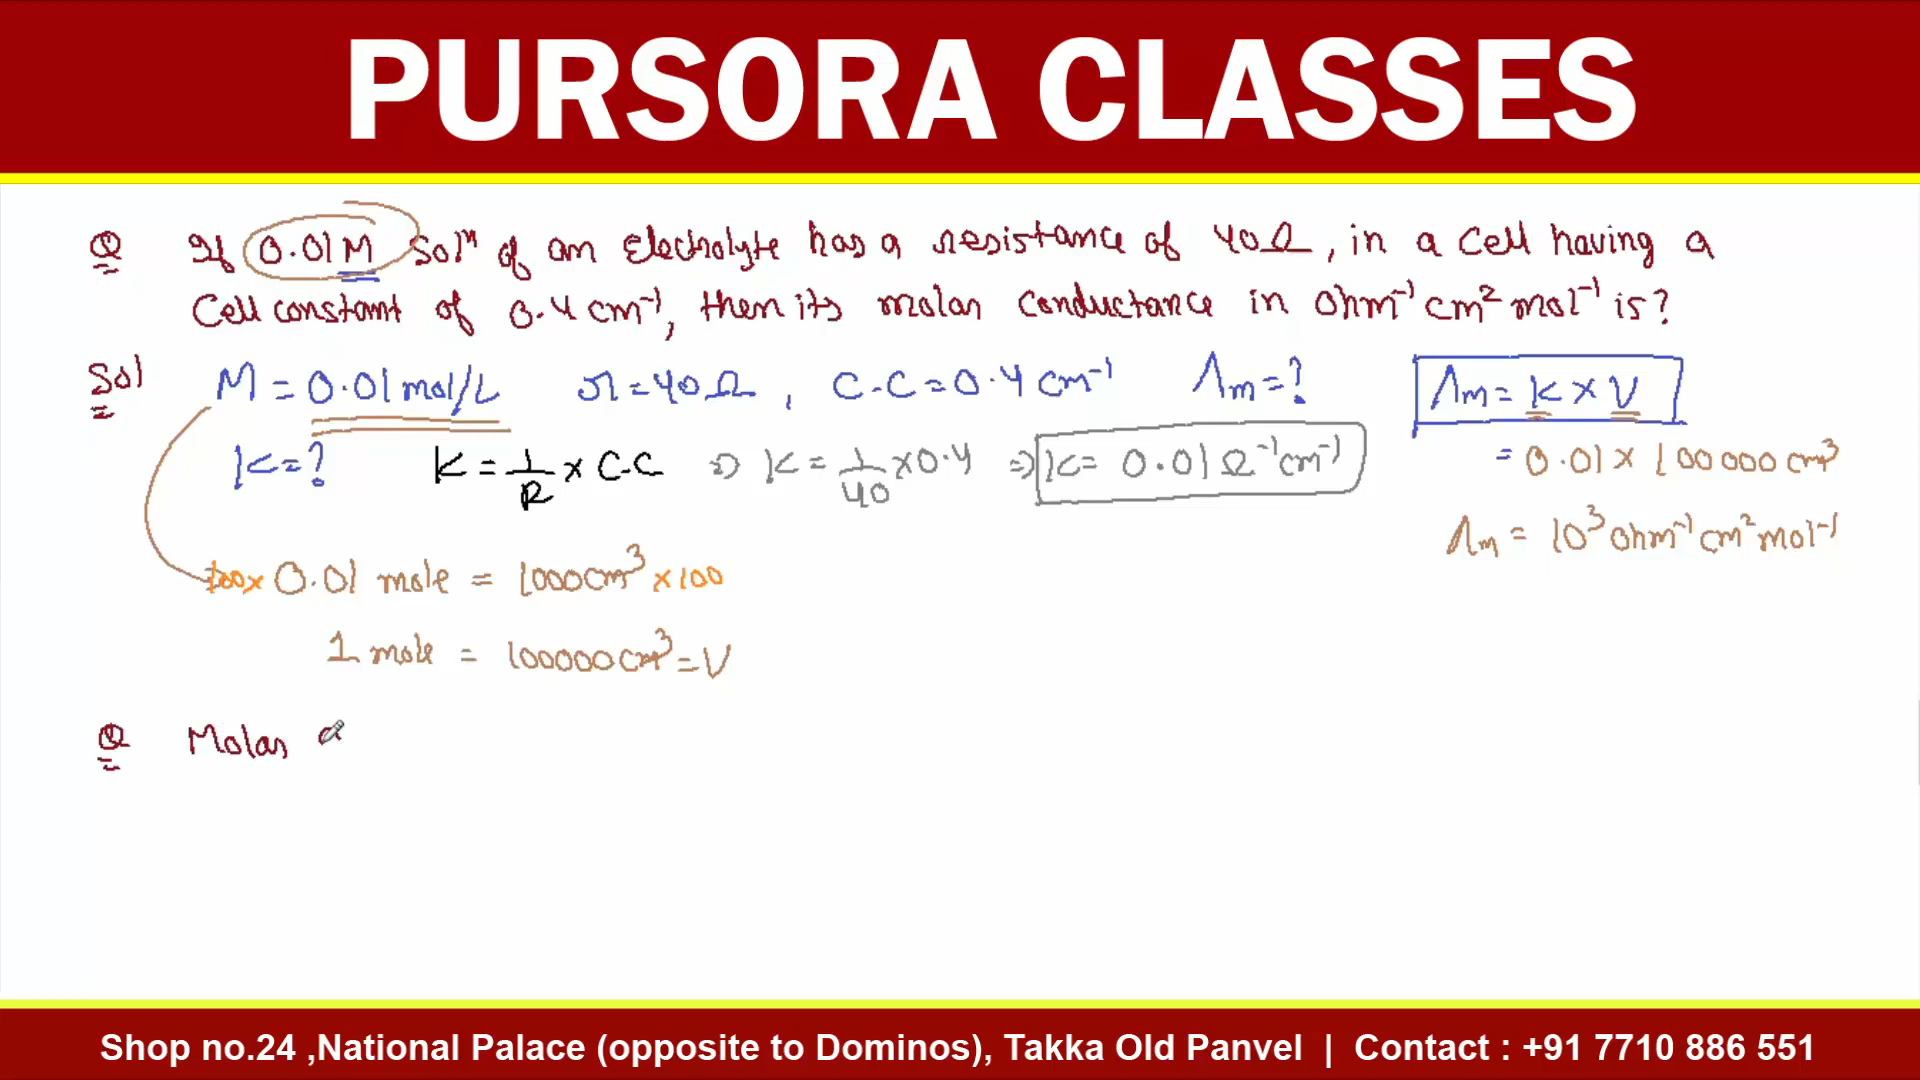 PURSORA CLASSES
Q If 0.01M Solⁿ of an Electrolyte has a resistance of 40Ω, in a Cell having a
Cell constant of 0.4 cm⁻¹, then its molar conductance in ohm⁻¹ cm² mol⁻¹ is?
Sol M = 0.01 mol/L r = 40Ω, C.C = 0.4 cm⁻¹ Λm = ? Λm = K × V
K = ? K = 1/R × C.C ⇒ K = 1/40 × 0.4 ⇒ K = 0.01 Ω⁻¹cm⁻¹ = 0.01 × 100000 cm³
Λm = 10³ ohm⁻¹ cm² mol⁻¹
100× 0.01 mole = 1000cm³ ×100
1 mole = 100000 cm³ = V
Q Molar
Shop no.24 ,National Palace (opposite to Dominos), Takka Old Panvel | Contact : +91 7710 886 551